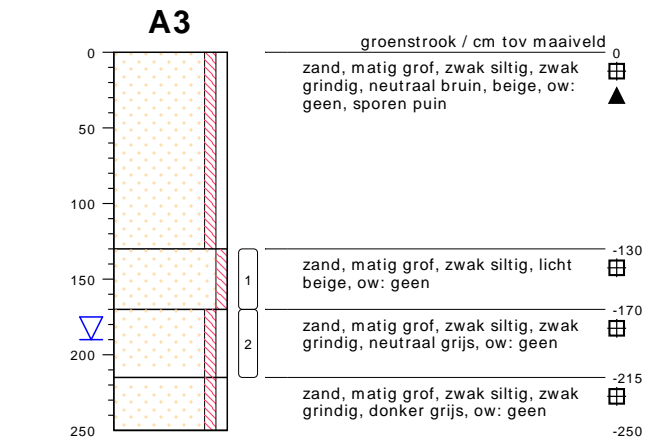 A3
groenstrook / cm tov maaiveld
0
0
zand, matig grof, zwak siltig, zwak
grindig, neutraal bruin, beige, ow:
geen, sporen puin
50
100
-130
150
1
zand, matig grof, zwak siltig, licht
beige, ow: geen
-170
2
zand, matig grof, zwak siltig, zwak
grindig, neutraal grijs, ow: geen
200
-215
zand, matig grof, zwak siltig, zwak
grindig, donker grijs, ow: geen
250
-250